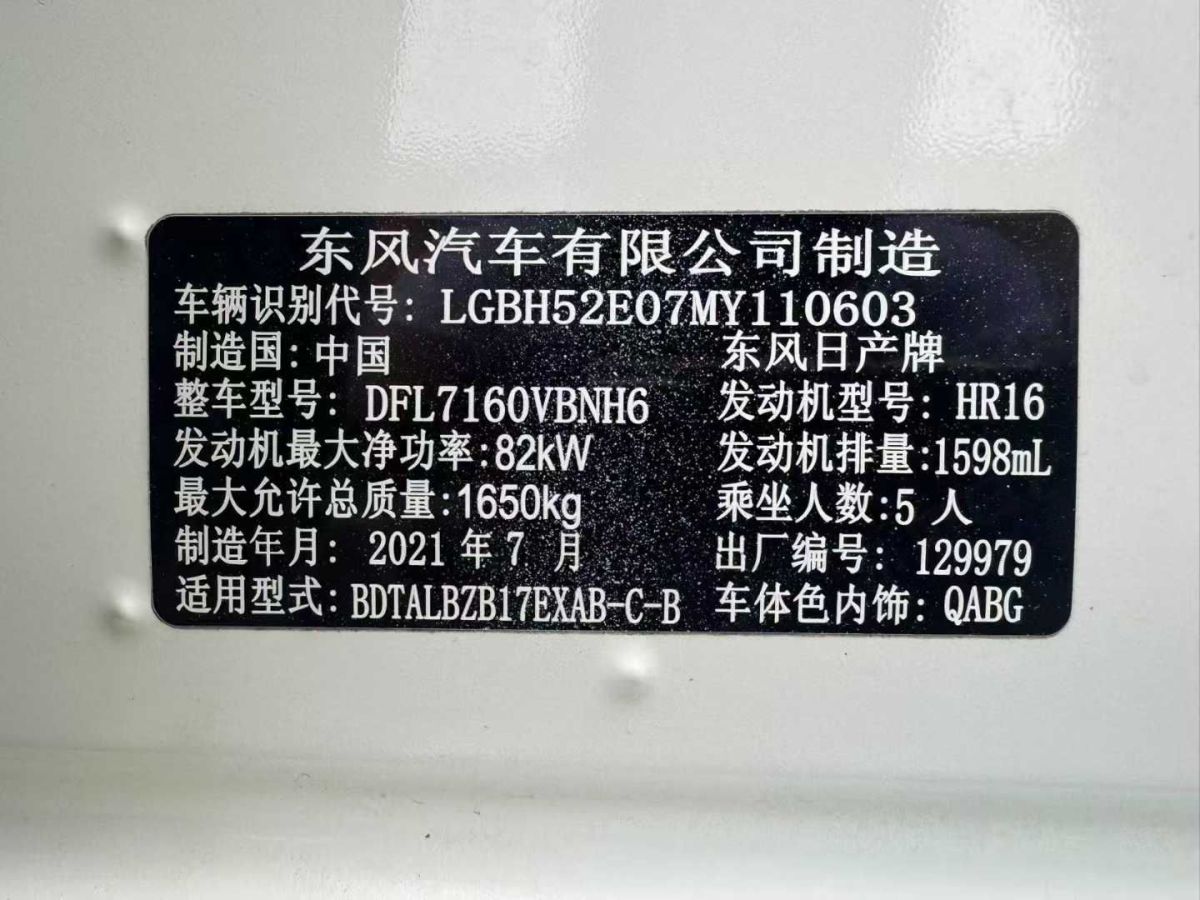 东风汽车有限公司制造
车辆识别代号: LGBH52E07MY110603
制造国: 中国 东风日产牌
整车型号: DFL7160VBNH6 发动机型号: HR16
发动机最大净功率:82kW 发动机排量:1598mL
最大允许总质量:1650kg 乘坐人数:5 人
制造年月: 2021 年 7 月 出厂编号: 129979
适用型式: BDTALBZB17EXAB-C-B 车体色内饰: QABG